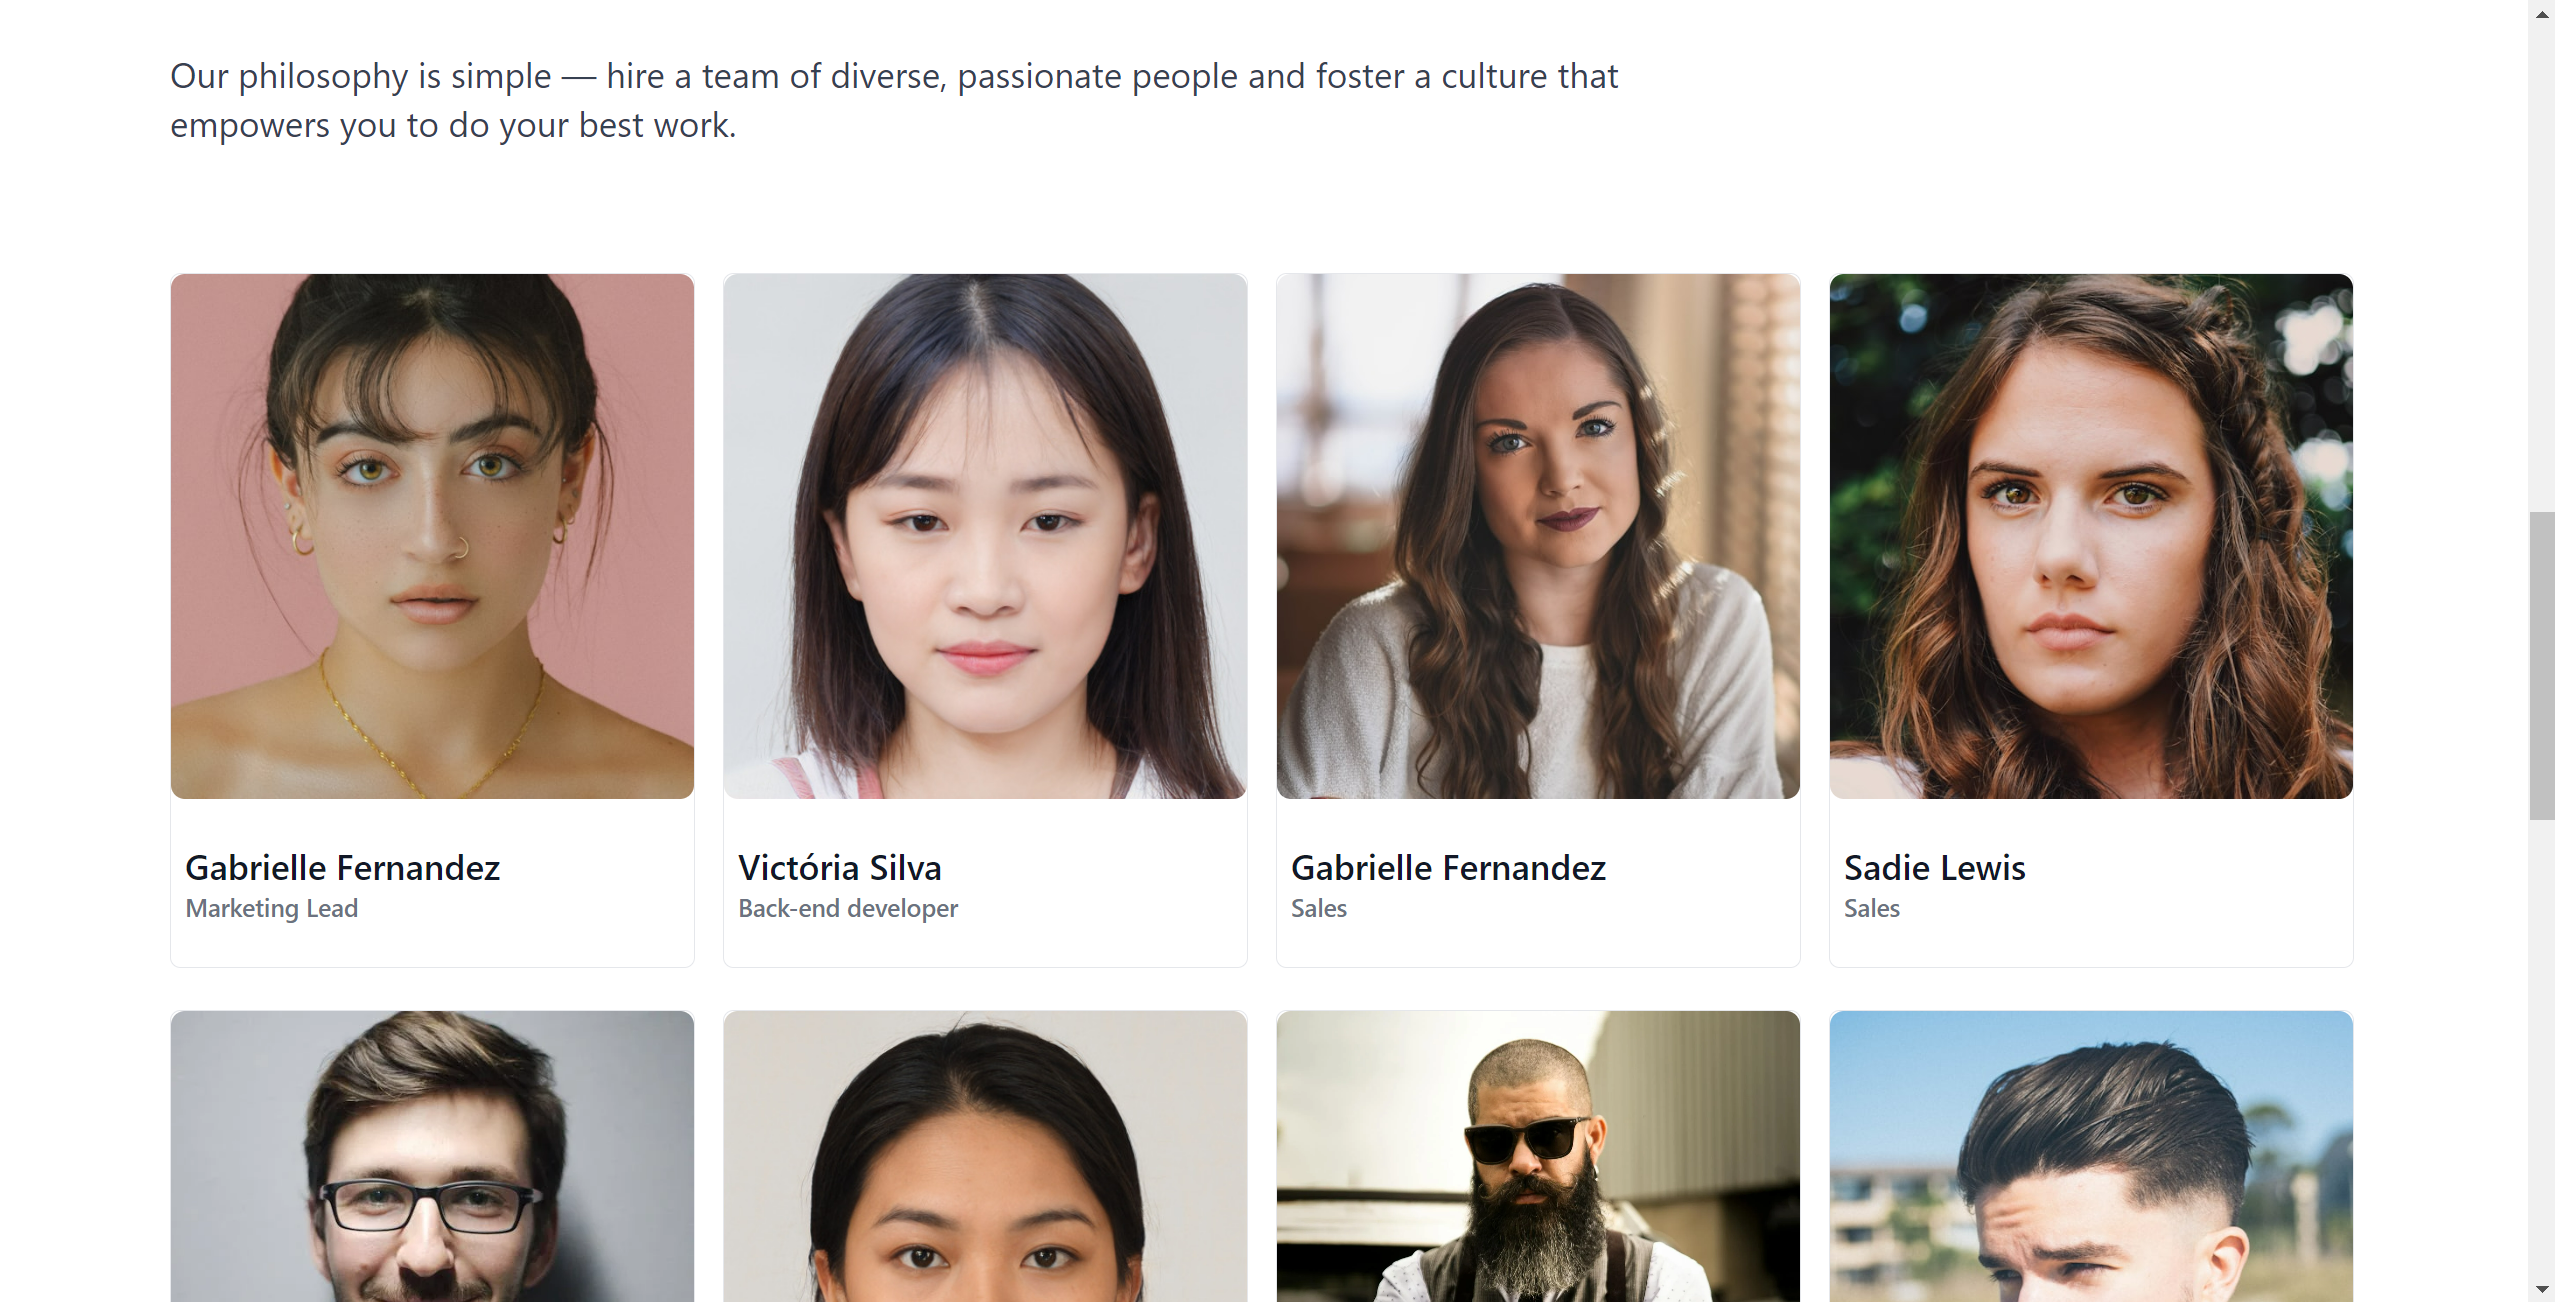 Our philosophy is simple — hire a team of diverse, passionate people and foster a culture that
empowers you to do your best work.
Gabrielle Fernandez
Marketing Lead
Victória Silva
Back-end developer
Gabrielle Fernandez
Sales
Sadie Lewis
Sales